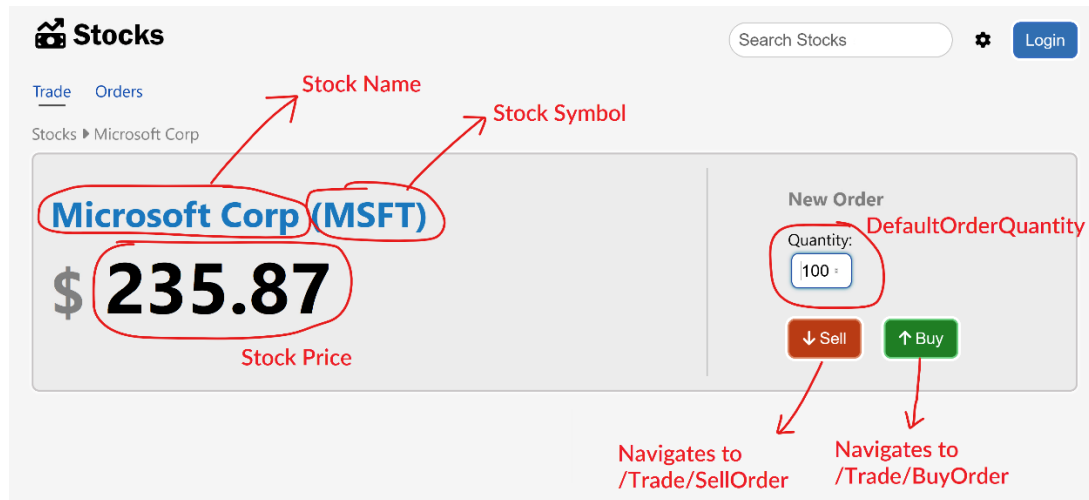 Stocks
Search Stocks
Login
Trade Orders
Stock Name
Stock Symbol
Stocks Microsoft Corp
Microsoft Corp (MSFT)
$ 235.87
Stock Price
New Order
DefaultOrderQuantity
Quantity:
100
Sell
Buy
Navigates to
/Trade/SellOrder
Navigates to
/Trade/BuyOrder